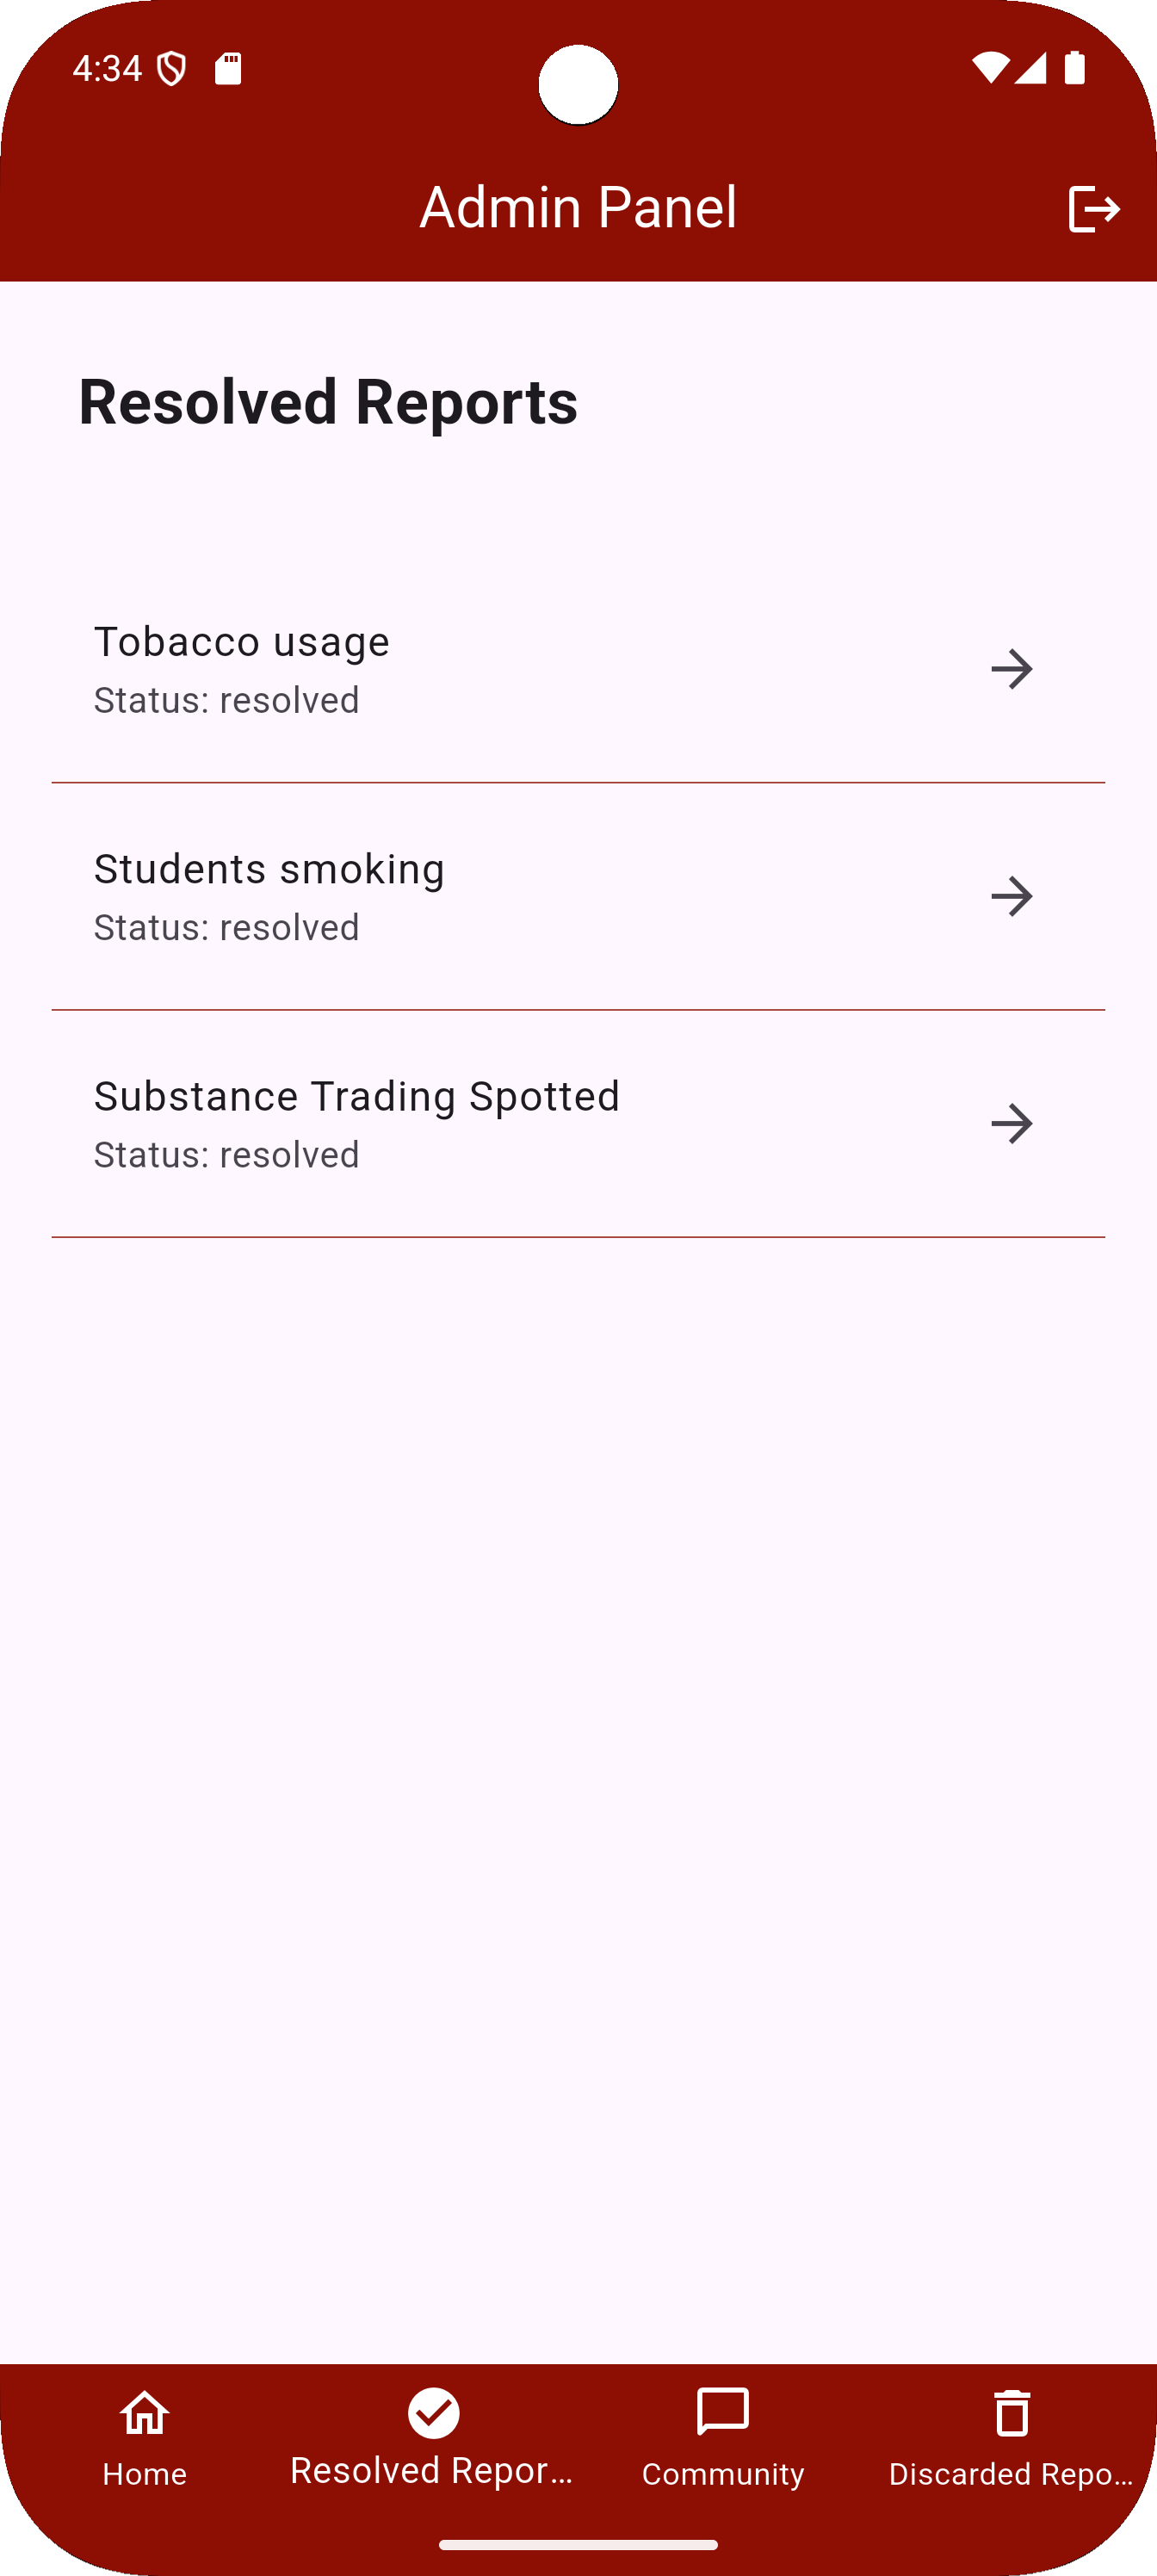 4:34
Admin Panel
Resolved Reports
Tobacco usage
Status: resolved
Students smoking
Status: resolved
Substance Trading Spotted
Status: resolved
Home
Resolved Repor...
Community
Discarded Repo...